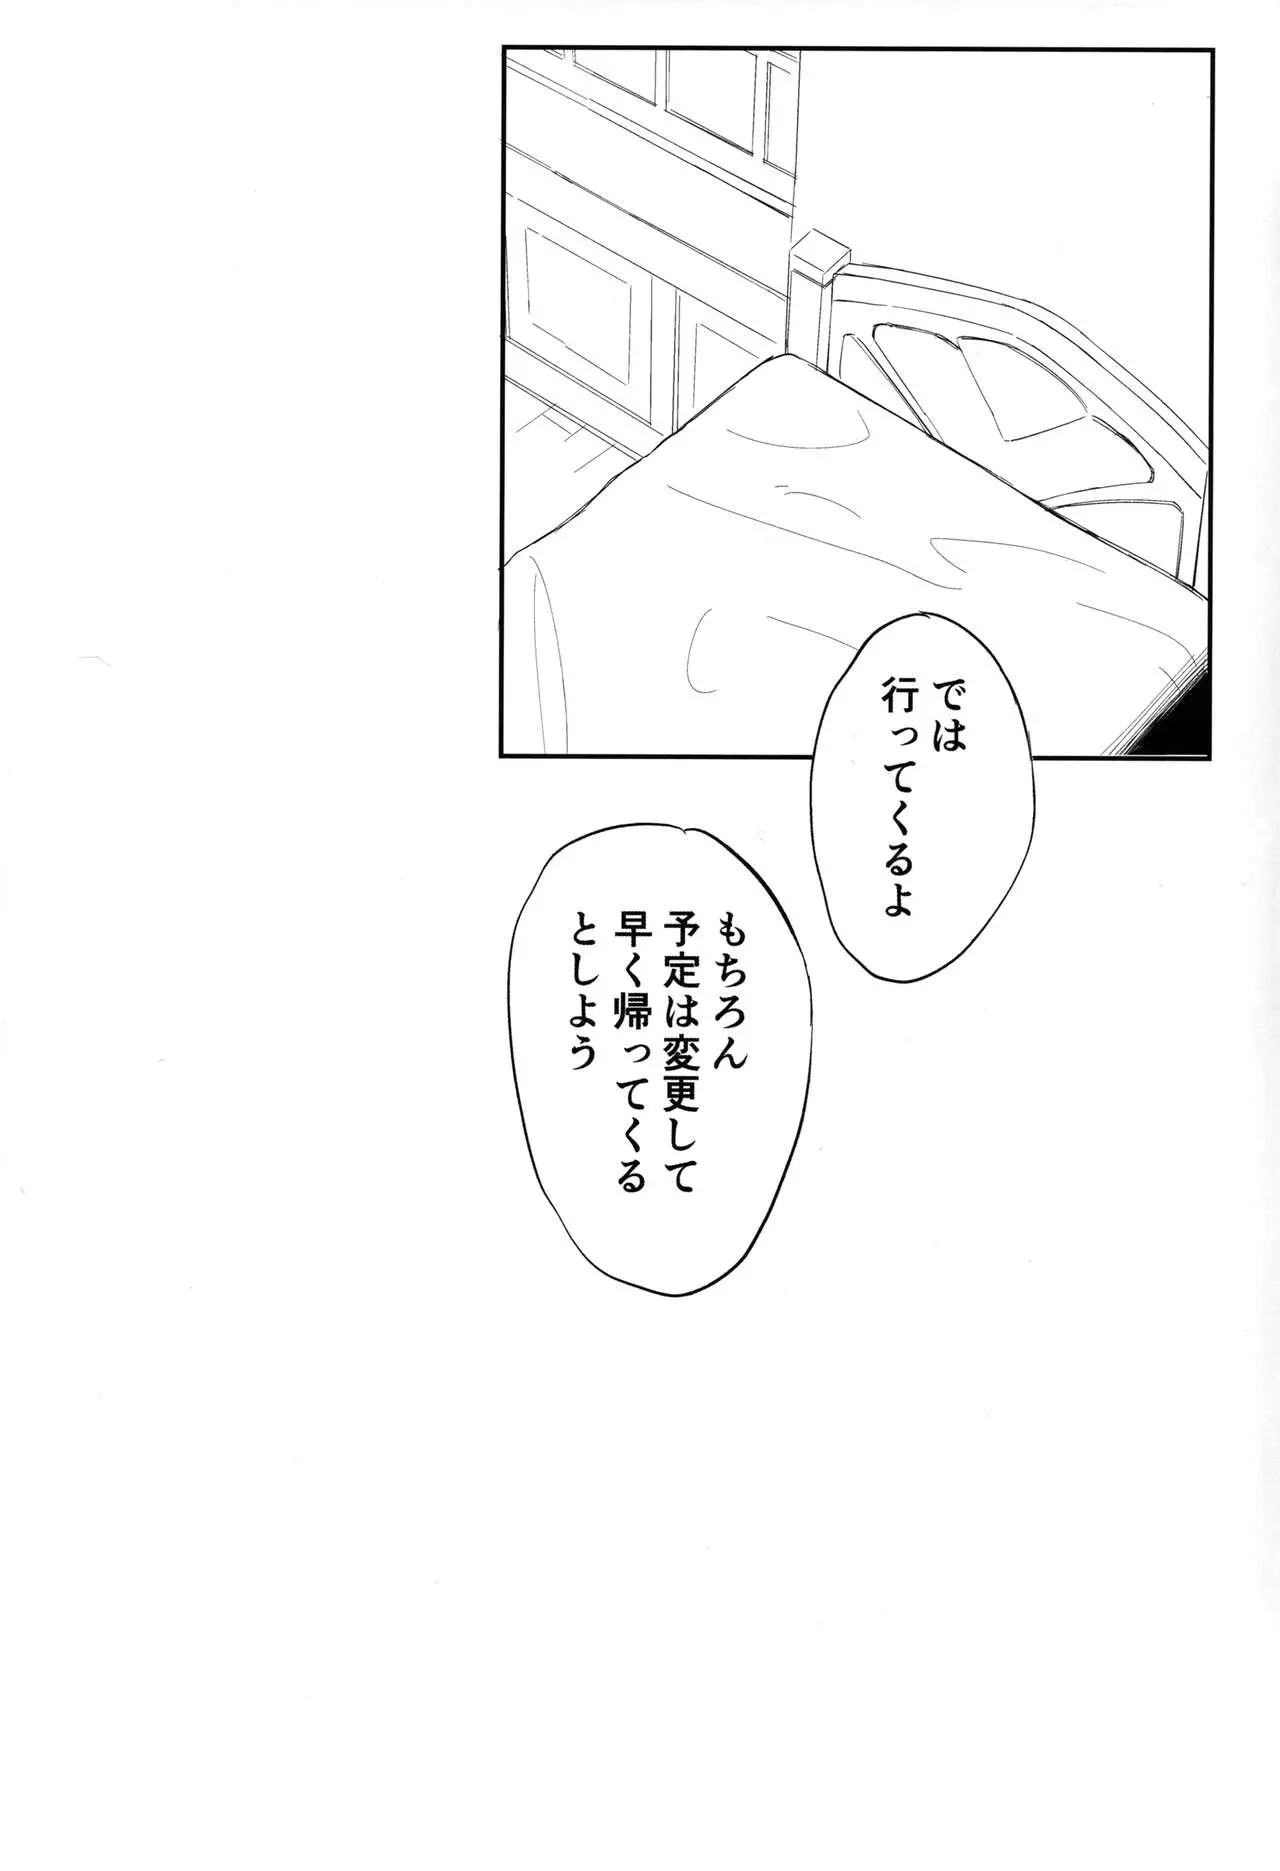 では
行ってくるよ
もちろん
予定は変更して
早く帰ってくる
としよう